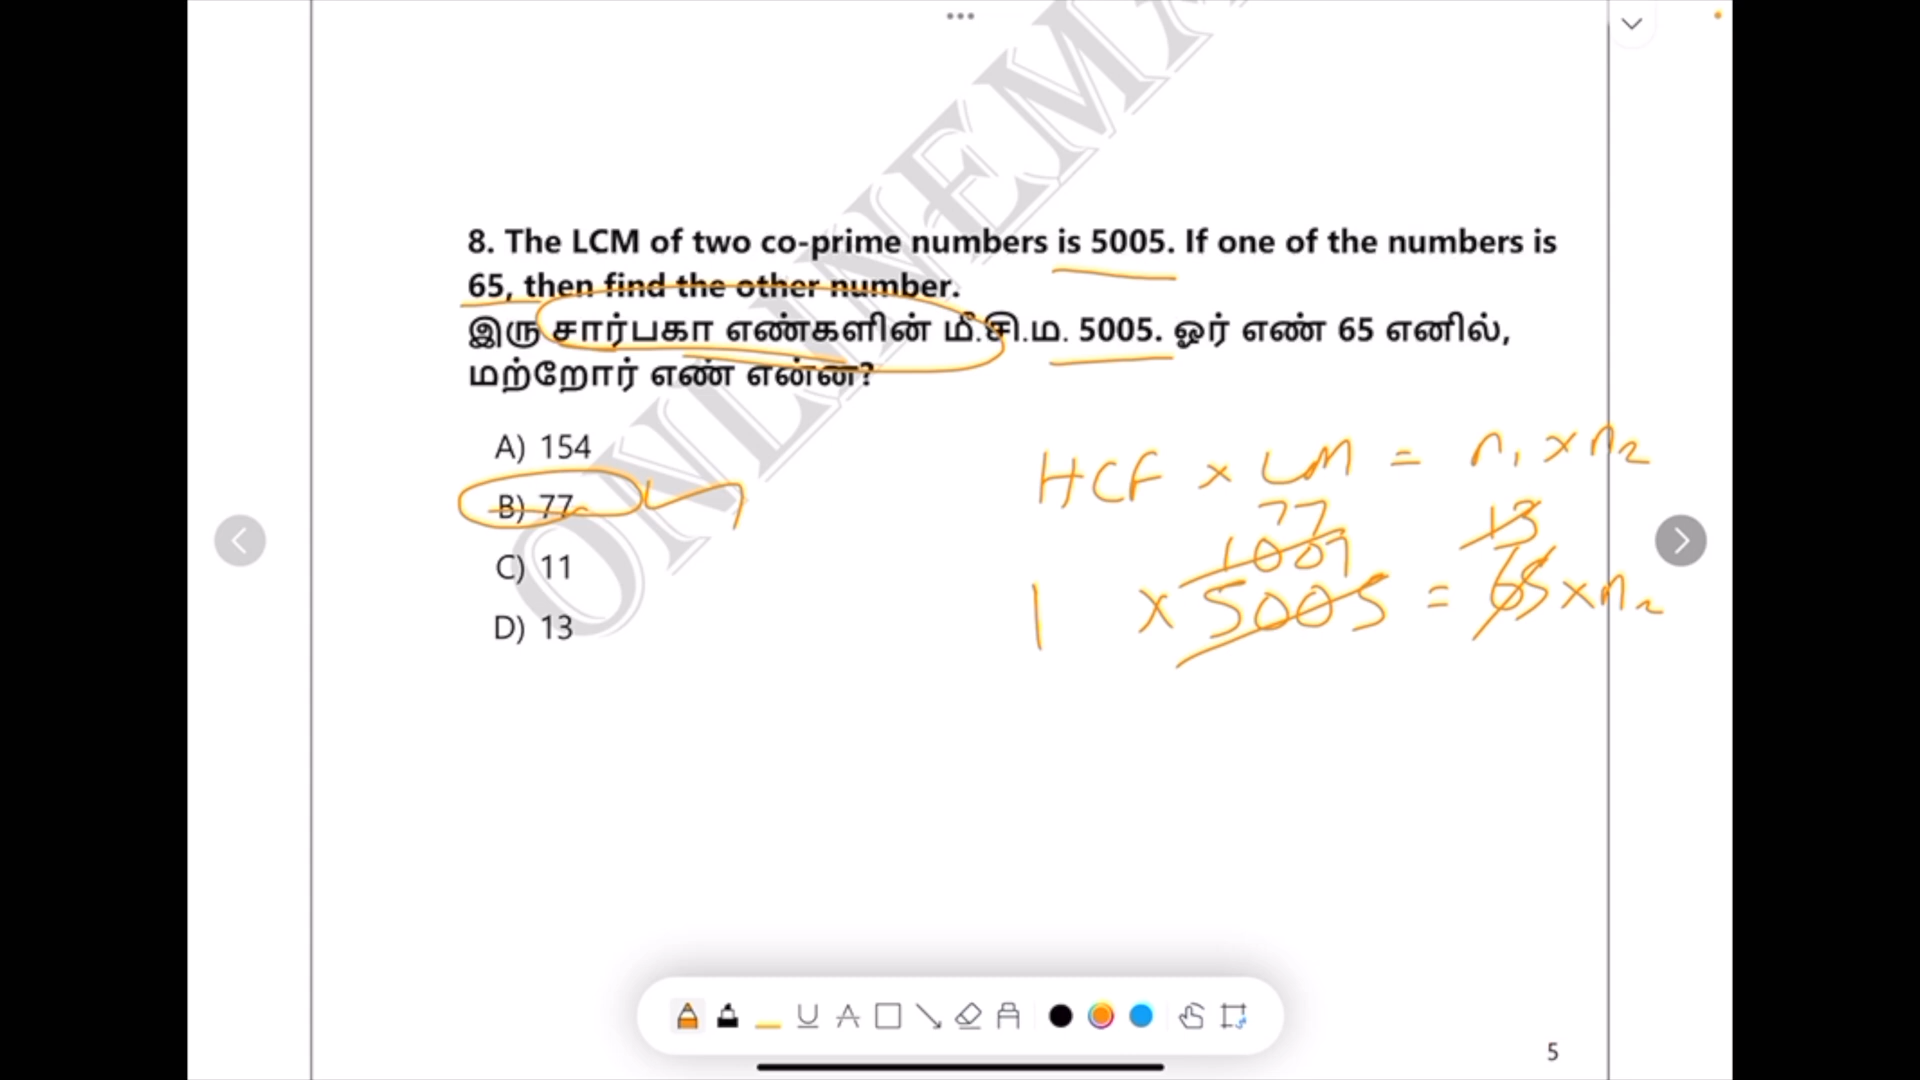 ONLINEM
8. The LCM of two co-prime numbers is 5005. If one of the numbers is
65, then find the other number.
இரு சார்பகா எண்களின் மீ.சி.ம. 5005. ஓர் எண் 65 எனில்,
மற்றோர் எண் என்ன?
A) 154
B) 77
C) 11
D) 13
HCF × LCM = n₁ × n₂
77 13
1001
1 × 5005 = 65 × n₂
5